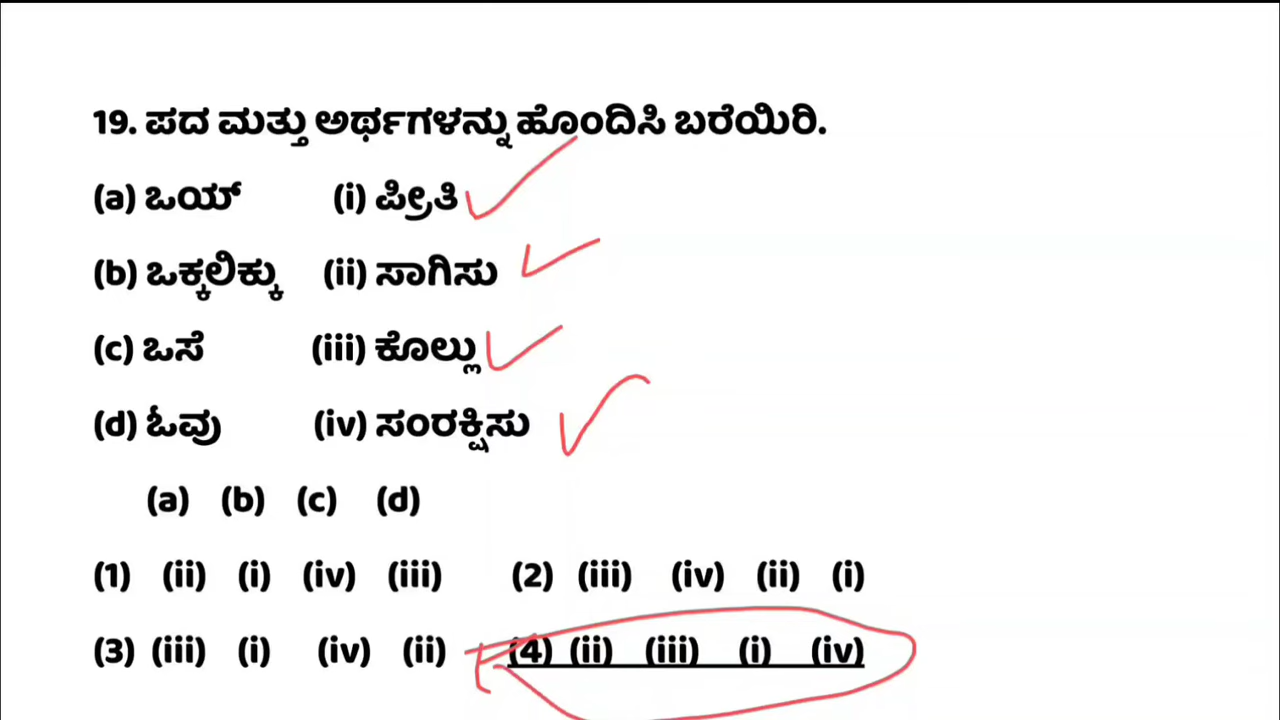 19. ಪದ ಮತ್ತು ಅರ್ಥಗಳನ್ನು ಹೊಂದಿಸಿ ಬರೆಯಿರಿ.
(a) ಒಯ್ (i) ಪ್ರೀತಿ
(b) ಒಕ್ಕಲಿಕ್ಕು (ii) ಸಾಗಿಸು
(c) ಒಸೆ (iii) ಕೊಲ್ಲು
(d) ಓವು (iv) ಸಂರಕ್ಷಿಸು
(a) (b) (c) (d)
(1) (ii) (i) (iv) (iii) (2) (iii) (iv) (ii) (i)
(3) (iii) (i) (iv) (ii) (4) (ii) (iii) (i) (iv)